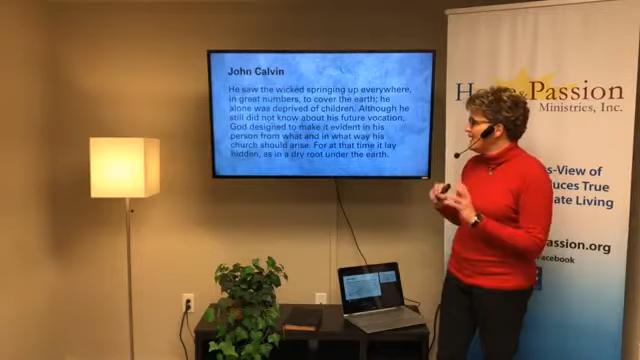 John Calvin
He saw the wicked springing up everywhere,
in great numbers, to cover the earth; he
alone was deprived of children. Although he
still did not know about his future vocation,
God designed to make it evident in his
person from what and in what way his
church should arise. For at that time it lay
hidden, as in a dry root under the earth.
& Passion
Ministries, Inc.
s-View of
uces True
ate Living
assion.org
acebook